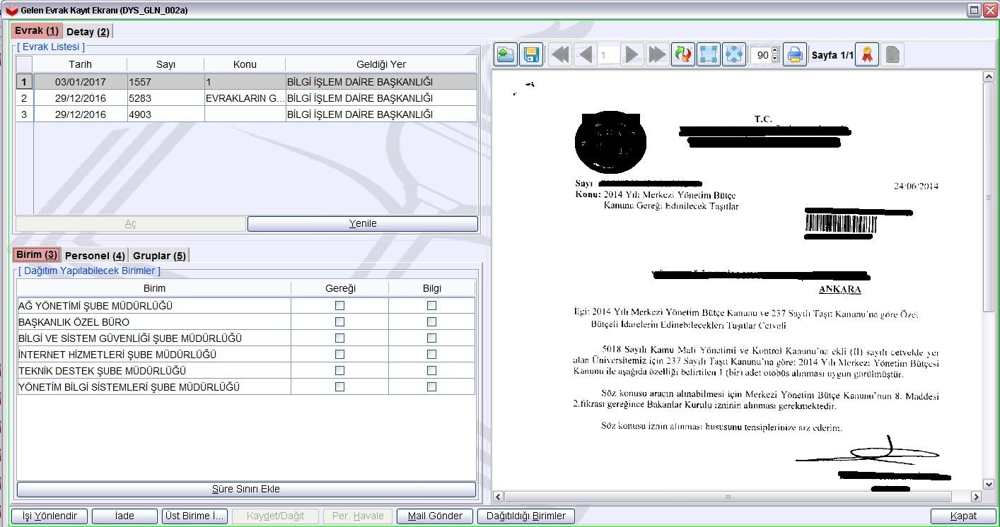 Gelen Evrak Kayıt Ekranı (DYS_GLN_002a)
Evrak (1) Detay (2)
[ Evrak Listesi ]
Tarih Sayı Konu Geldiği Yer
1 03/01/2017 1557 1 BİLGİ İŞLEM DAİRE BAŞKANLIĞI
2 29/12/2016 5283 EVRAKLARIN G... BİLGİ İŞLEM DAİRE BAŞKANLIĞI
3 29/12/2016 4903 BİLGİ İŞLEM DAİRE BAŞKANLIĞI
Aç Yenile
Birim (3) Personel (4) Gruplar (5)
[ Dağıtım Yapılabilecek Birimler ]
Birim Gereği Bilgi
AĞ YÖNETİMİ ŞUBE MÜDÜRLÜĞÜ
BAŞKANLIK ÖZEL BÜRO
BİLGİ VE SİSTEM GÜVENLİĞİ ŞUBE MÜDÜRLÜĞÜ
İNTERNET HİZMETLERİ ŞUBE MÜDÜRLÜĞÜ
TEKNİK DESTEK ŞUBE MÜDÜRLÜĞÜ
YÖNETİM BİLGİ SİSTEMLERİ ŞUBE MÜDÜRLÜĞÜ
Süre Sınırı Ekle
1 90 Sayfa 1/1
T.C.
Sayı
24/06/2014
Konu: 2014 Yılı Merkezi Yönetim Bütçe
Kanunu Gereği Edinilecek Taşıtlar
ANKARA
İlgi: 2014 Yılı Merkezi Yönetim Bütçe Kanunu ve 237 Sayılı Taşıt Kanunu'na göre Özel
Bütçeli İdarelerin Edinebilecekleri Taşıtlar Cetveli.
5018 Sayılı Kamu Mali Yönetimi ve Kontrol Kanunu'na ekli (II) sayılı cetvelde yer
alan Üniversitemiz için 237 Sayılı Taşıt Kanunu'na göre; 2014 Yılı Merkezi Yönetim Bütçesi
Kanunu ile aşağıda özelliği belirtilen 1 (bir) adet otobüs alınması uygun görülmüştür.
Söz konusu aracın alınabilmesi için Merkezi Yönetim Bütçe Kanunu'nun 8. Maddesi
2.fıkrası gereğince Bakanlar Kurulu izninin alınması gerekmektedir.
Söz konusu iznin alınması hususunu tensiplerinize arz ederim.
İşi Yönlendir İade Üst Birime İ... Kaydet/Dağıt Per. Havale Mail Gönder Dağıtıldığı Birimler Kapat